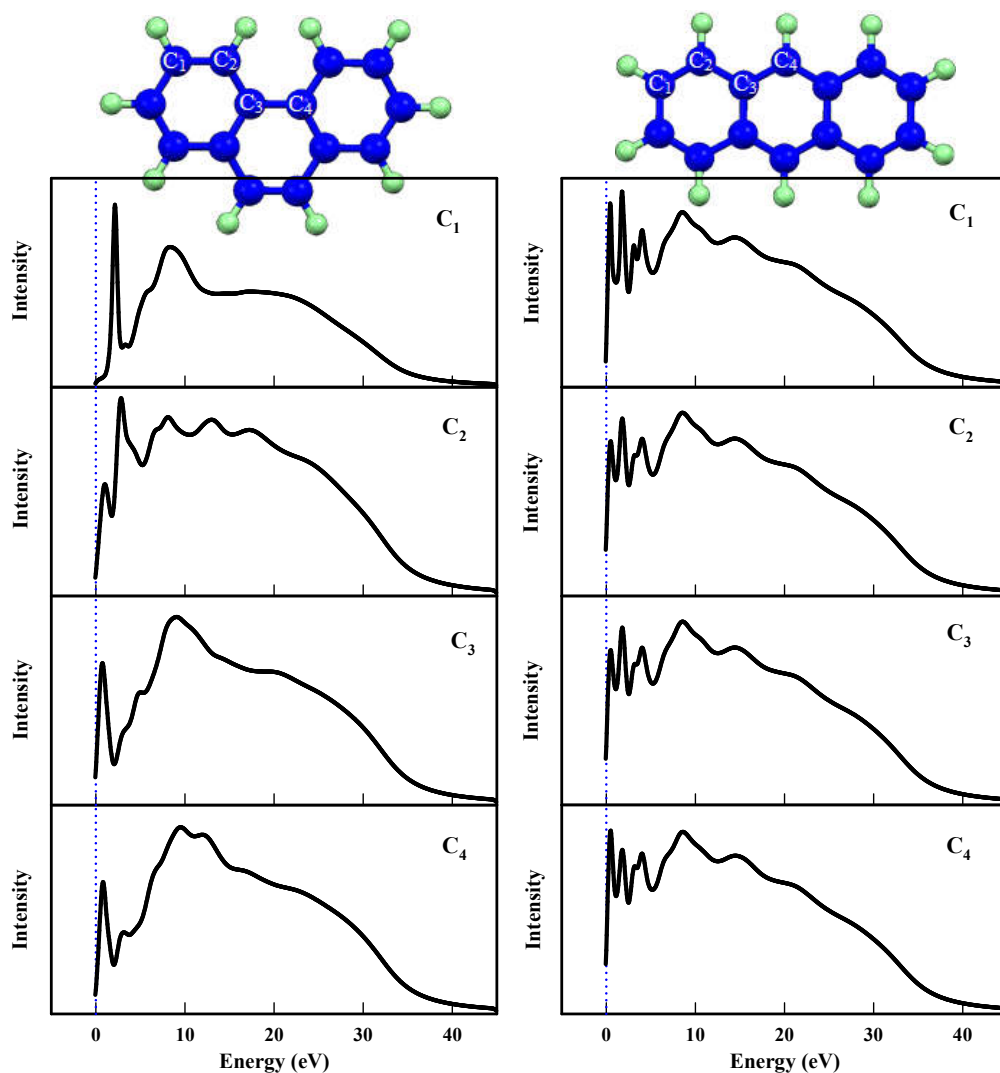 C₁ C₂
C₃ C₄
C₂ C₄
C₁ C₃
Intensity
C₁
Intensity
C₂
Intensity
C₃
Intensity
C₄
0 10 20 30 40
Energy (eV)
Intensity
C₁
Intensity
C₂
Intensity
C₃
Intensity
C₄
0 10 20 30 40
Energy (eV)